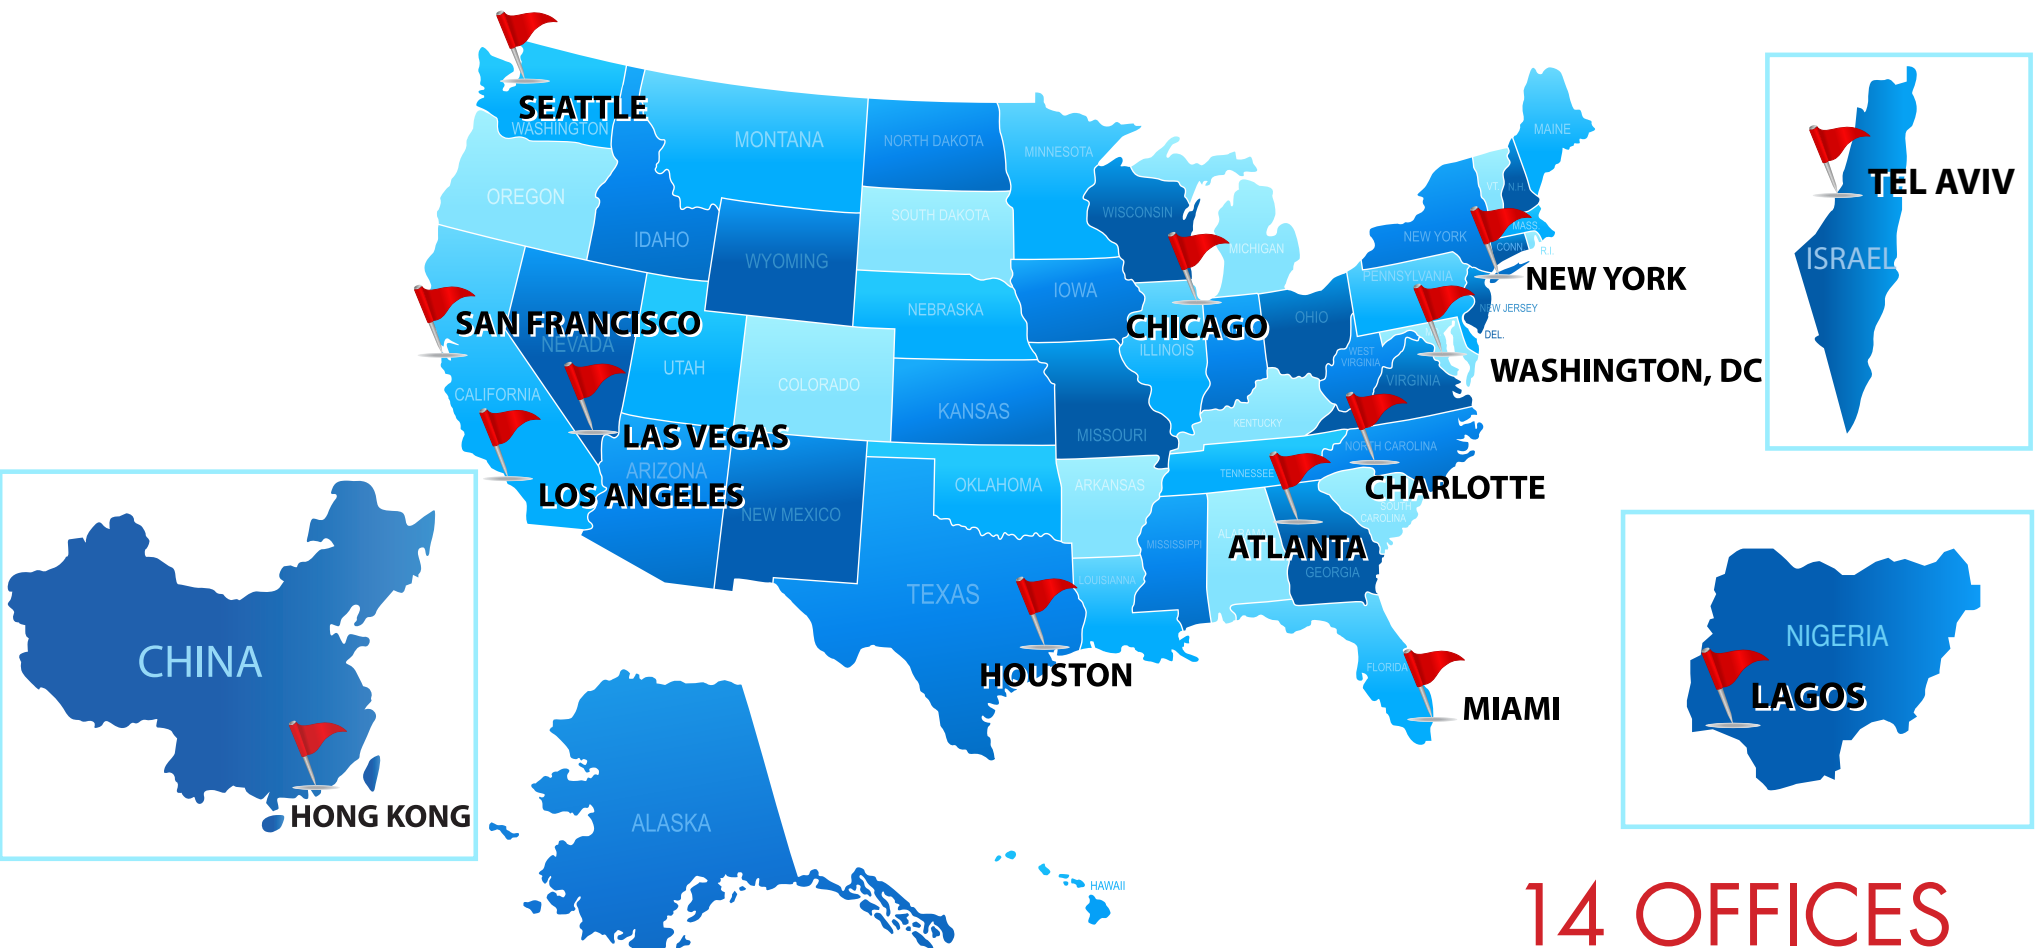 SEATTLE
WASHINGTON
MONTANA
NORTH DAKOTA
MINNESOTA
MAINE
OREGON
IDAHO
WYOMING
SOUTH DAKOTA
WISCONSIN
MICHIGAN
VT.
N.H.
MASS.
NEW YORK
CONN.
R.I.
NEW YORK
PENNSYLVANIA
NEW JERSEY
DEL.
SAN FRANCISCO
NEVADA
UTAH
COLORADO
NEBRASKA
IOWA
CHICAGO
ILLINOIS
OHIO
WEST
VIRGINIA
VIRGINIA
WASHINGTON, DC
CALIFORNIA
LAS VEGAS
KANSAS
MISSOURI
KENTUCKY
NORTH CAROLINA
ARIZONA
LOS ANGELES
NEW MEXICO
OKLAHOMA
ARKANSAS
TENNESSEE
CHARLOTTE
SOUTH
CAROLINA
ALABAMA
ATLANTA
GEORGIA
MISSISSIPPI
LOUISIANNA
TEXAS
HOUSTON
FLORIDA
MIAMI
ALASKA
HAWAII
CHINA
HONG KONG
TEL AVIV
ISRAEL
NIGERIA
LAGOS
14 OFFICES